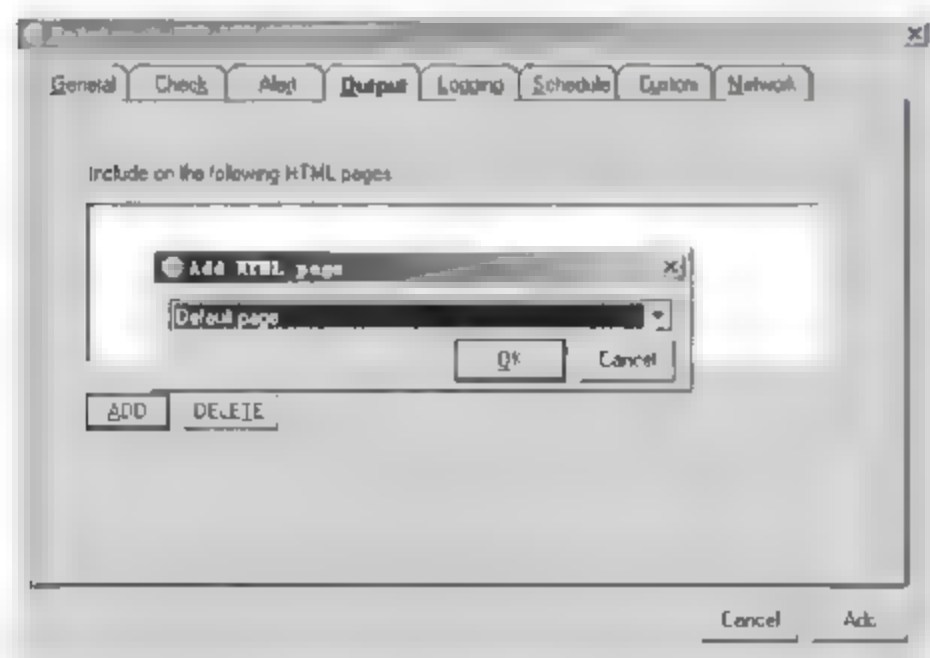 General Check Alert Output Logging Schedule Custom Network
Include on the following HTML pages
Add HTML page
Default page
OK Cancel
ADD DELETE
Cancel Add